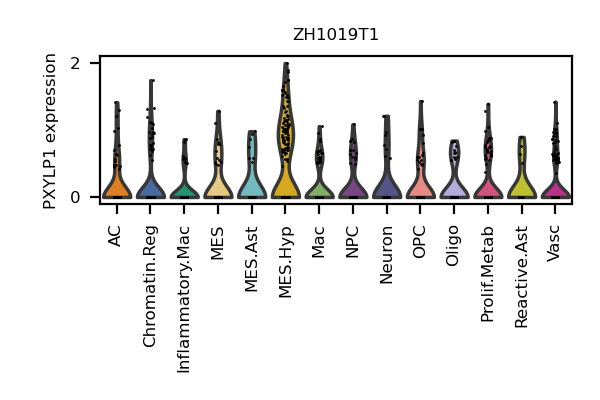 ZH1019T1
PXYLP1 expression
2
0
AC
Chromatin.Reg
Inflammatory.Mac
MES
MES.Ast
MES.Hyp
Mac
NPC
Neuron
OPC
Oligo
Prolif.Metab
Reactive.Ast
Vasc